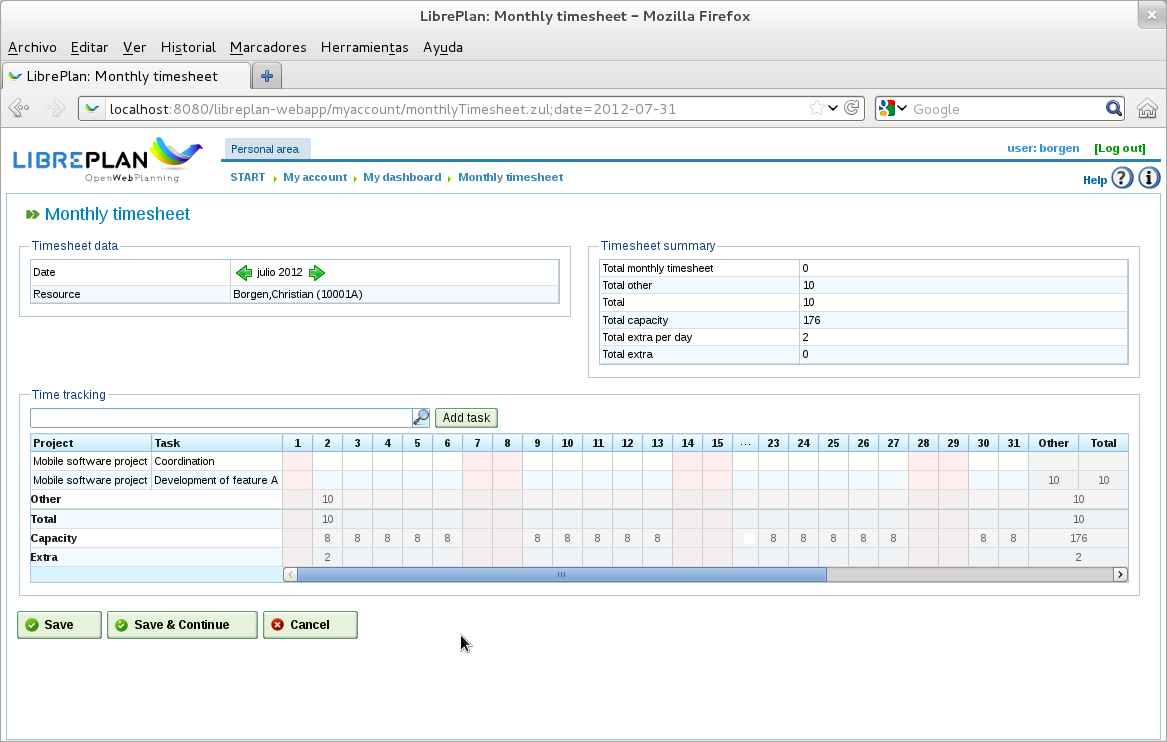 LibrePlan: Monthly timesheet – Mozilla Firefox
Archivo Editar Ver Historial Marcadores Herramientas Ayuda
LibrePlan: Monthly timesheet
localhost:8080/libreplan-webapp/myaccount/monthlyTimesheet.zul;date=2012-07-31
Google
LIBREPLAN
OpenWebPlanning
Personal area
user: borgen [Log out]
START My account My dashboard Monthly timesheet
Help
Monthly timesheet
Timesheet data
Date julio 2012
Resource Borgen,Christian (10001A)
Timesheet summary
Total monthly timesheet 0
Total other 10
Total 10
Total capacity 176
Total extra per day 2
Total extra 0
Time tracking
Add task
Project Task 1 2 3 4 5 6 7 8 9 10 11 12 13 14 15 ... 23 24 25 26 27 28 29 30 31 Other Total
Mobile software project Coordination
Mobile software project Development of feature A 10 10
Other 10 10
Total 10 10
Capacity 8 8 8 8 8 8 8 8 8 8 8 8 8 8 8 8 8 176
Extra 2 2
Save Save & Continue Cancel